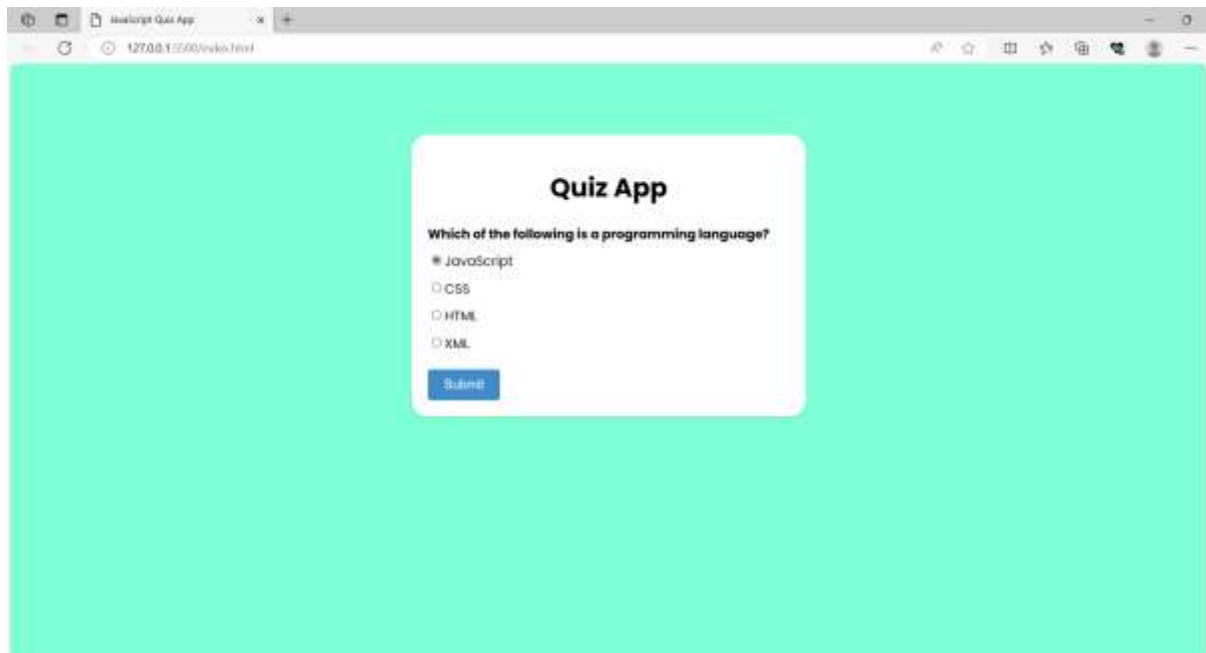 JavaScript Quiz App
127.0.0.1:5500/index.html
Quiz App
Which of the following is a programming language?
JavaScript
CSS
HTML
XML
Submit